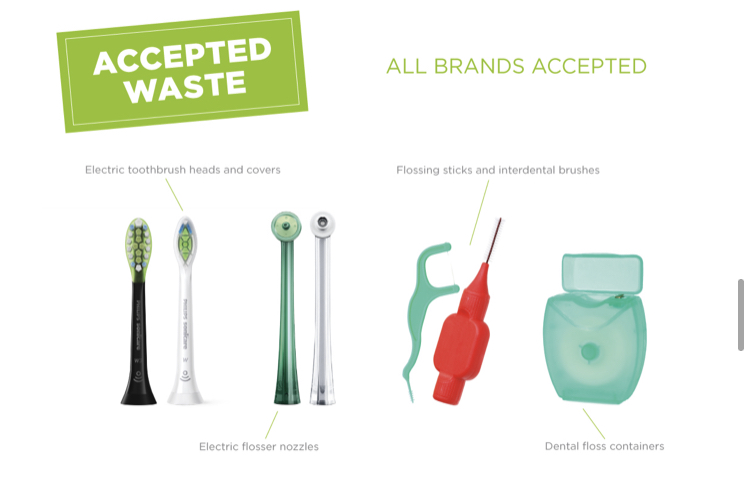 ACCEPTED
WASTE
ALL BRANDS ACCEPTED
Electric toothbrush heads and covers
Flossing sticks and interdental brushes
Electric flosser nozzles
Dental floss containers